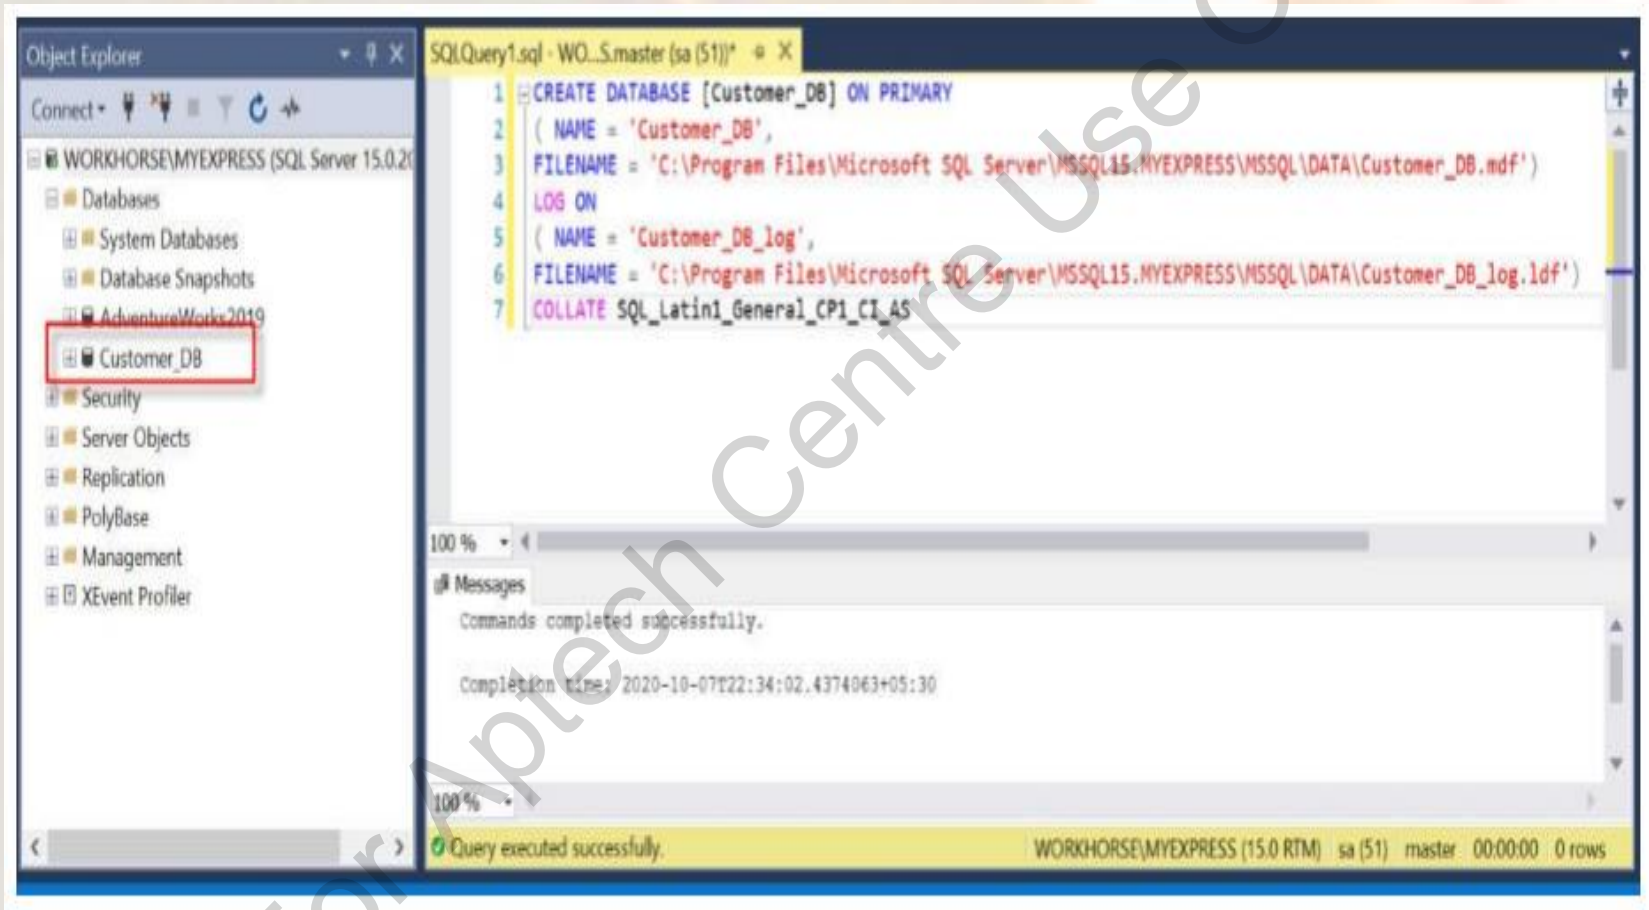 Object Explorer
Connect
WORKHORSE\MYEXPRESS (SQL Server 15.0.20
Databases
System Databases
Database Snapshots
AdventureWorks2019
Customer_DB
Security
Server Objects
Replication
PolyBase
Management
XEvent Profiler
SQLQuery1.sql - WO...S.master (sa (51))*
1 CREATE DATABASE [Customer_DB] ON PRIMARY
2 ( NAME = 'Customer_DB',
3 FILENAME = 'C:\Program Files\Microsoft SQL Server\MSSQL15.MYEXPRESS\MSSQL\DATA\Customer_DB.mdf')
4 LOG ON
5 ( NAME = 'Customer_DB_log',
6 FILENAME = 'C:\Program Files\Microsoft SQL Server\MSSQL15.MYEXPRESS\MSSQL\DATA\Customer_DB_log.ldf')
7 COLLATE SQL_Latin1_General_CP1_CI_AS
100 %
Messages
Commands completed successfully.
Completion time: 2020-10-07T22:34:02.4374063+05:30
100 %
Query executed successfully.
WORKHORSE\MYEXPRESS (15.0 RTM) sa (51) master 00:00:00 0 rows
For Aptech Centre Use